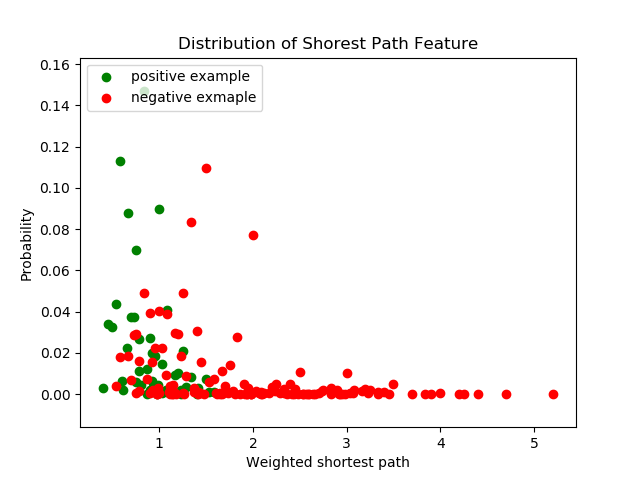 Distribution of Shorest Path Feature
positive example
negative exmaple
0.16
0.14
0.12
0.10
0.08
0.06
0.04
0.02
0.00
Probability
1 2 3 4 5
Weighted shortest path